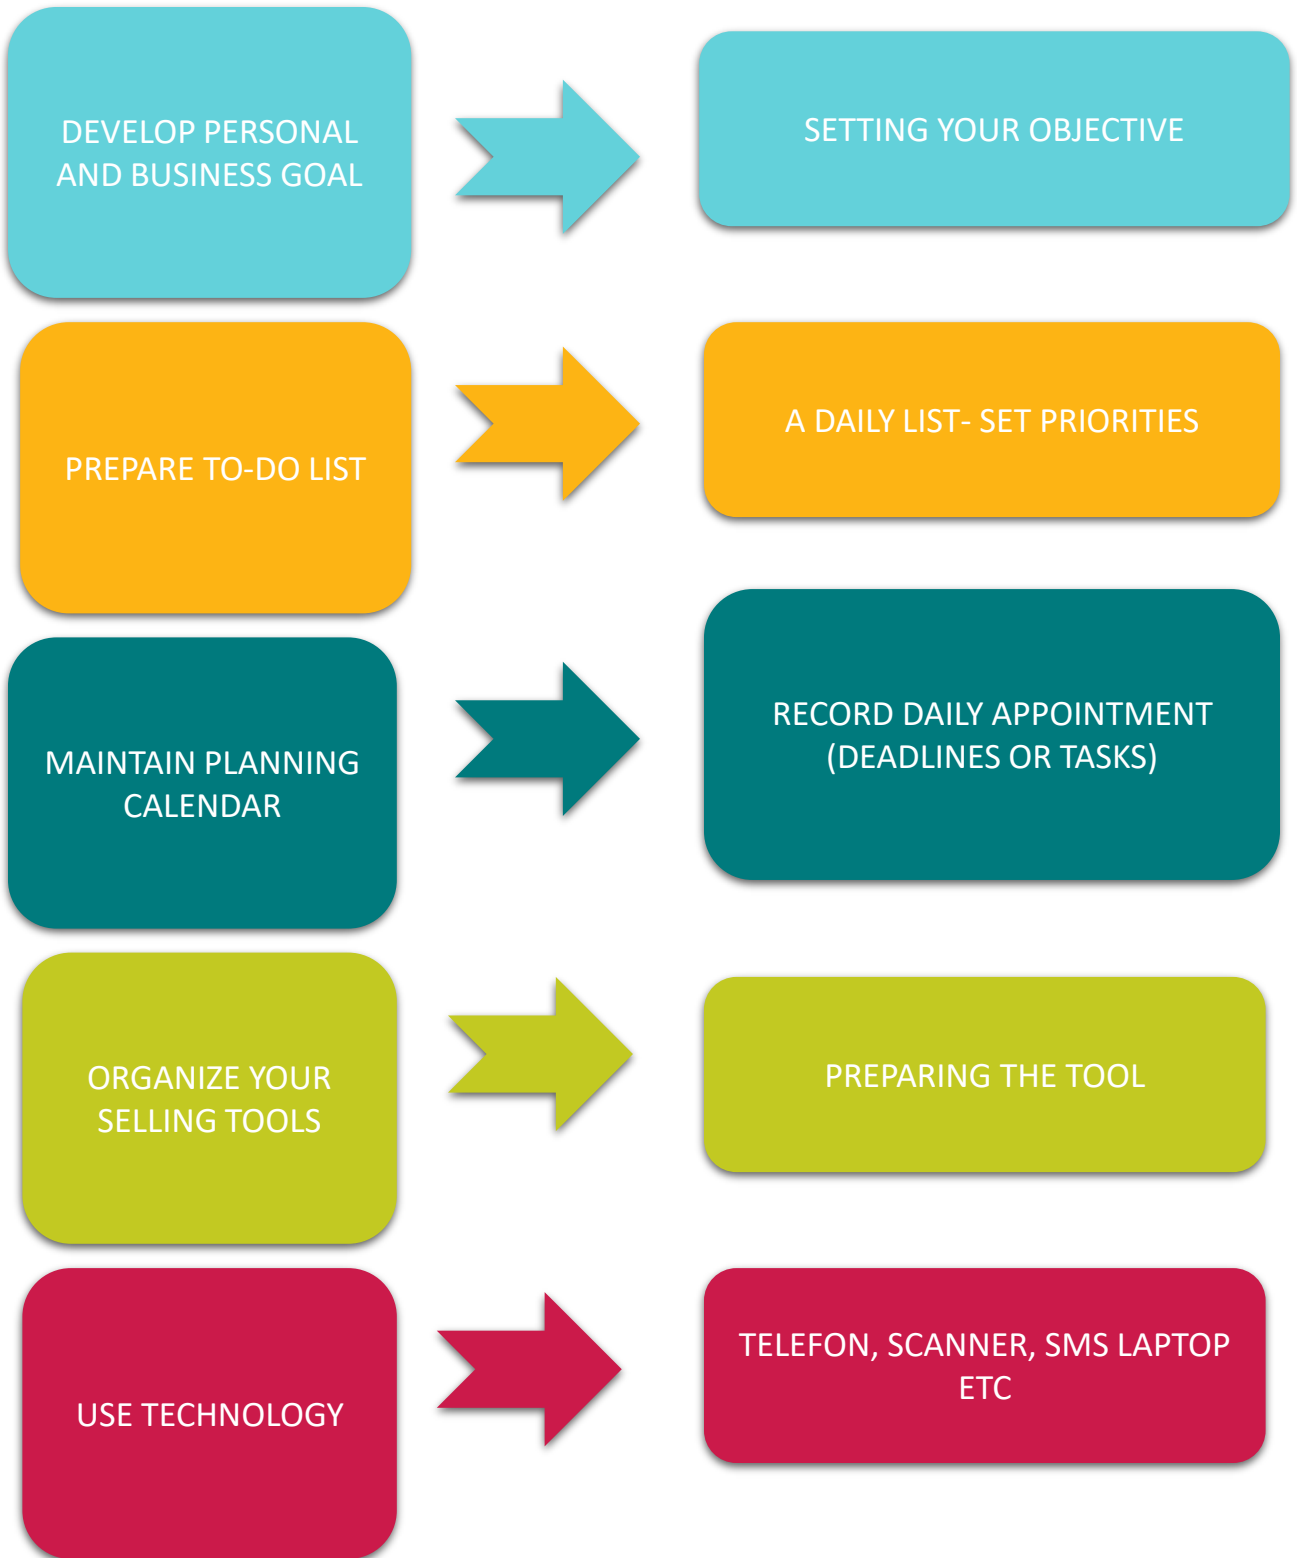 DEVELOP PERSONAL
AND BUSINESS GOAL
SETTING YOUR OBJECTIVE
PREPARE TO-DO LIST
A DAILY LIST- SET PRIORITIES
MAINTAIN PLANNING
CALENDAR
RECORD DAILY APPOINTMENT
(DEADLINES OR TASKS)
ORGANIZE YOUR
SELLING TOOLS
PREPARING THE TOOL
USE TECHNOLOGY
TELEFON, SCANNER, SMS LAPTOP
ETC